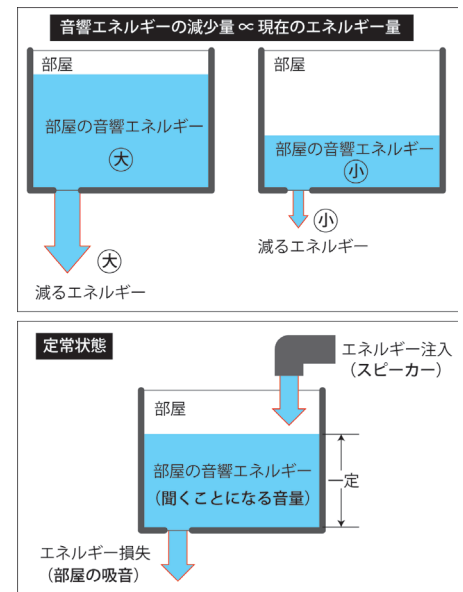 音響エネルギーの減少量 ∝ 現在のエネルギー量
部屋
部屋の音響エネルギー
大
大
減るエネルギー
部屋
部屋の音響エネルギー
小
小
減るエネルギー
定常状態
エネルギー注入
（スピーカー）
部屋
部屋の音響エネルギー
（聞くことになる音量）
一定
エネルギー損失
（部屋の吸音）